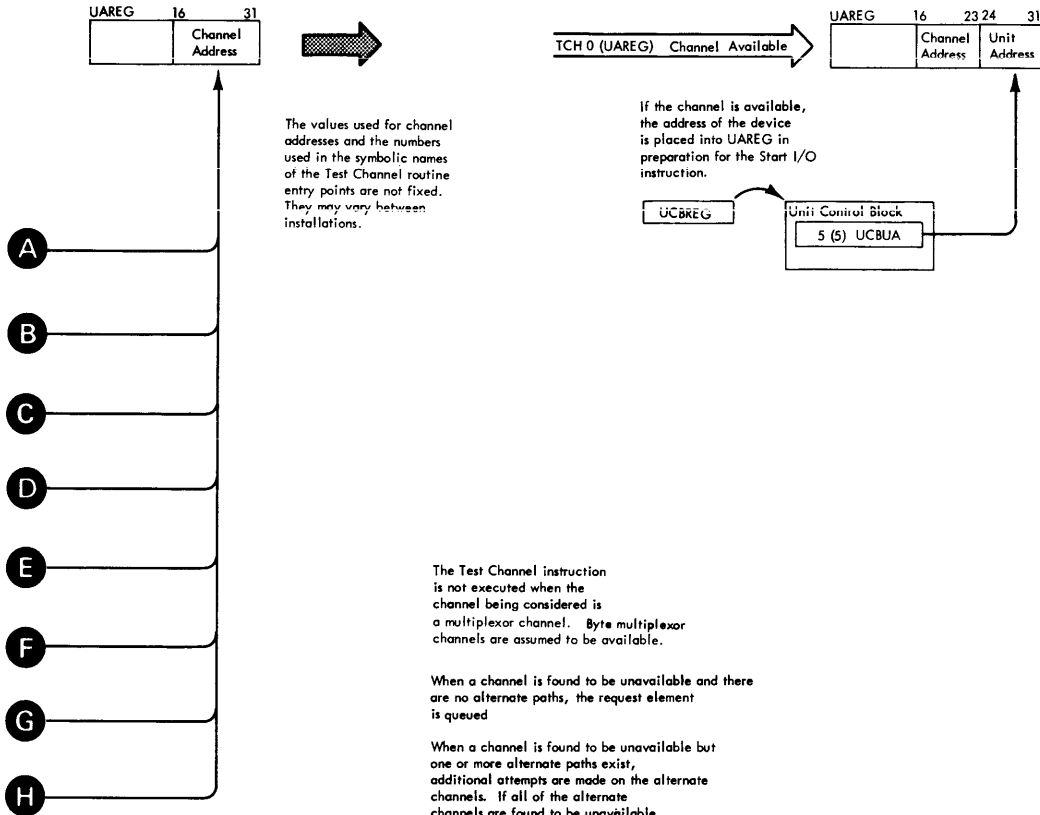 UAREG 16 31
Channel
Address
TCH 0 (UAREG) Channel Available
UAREG 16 23 24 31
Channel
Address
Unit
Address
The values used for channel
addresses and the numbers
used in the symbolic names
of the Test Channel routine
entry points are not fixed.
They may vary between
installations.
If the channel is available,
the address of the device
is placed into UAREG in
preparation for the Start I/O
instruction.
UCBREG
Unit Control Block
5 (5) UCBUA
A
B
C
D
E
F
G
H
The Test Channel instruction
is not executed when the
channel being considered is
a multiplexor channel. Byte multiplexor
channels are assumed to be available.
When a channel is found to be unavailable and there
are no alternate paths, the request element
is queued
When a channel is found to be unavailable but
one or more alternate paths exist,
additional attempts are made on the alternate
channels. If all of the alternate
channels are found to be unavailable